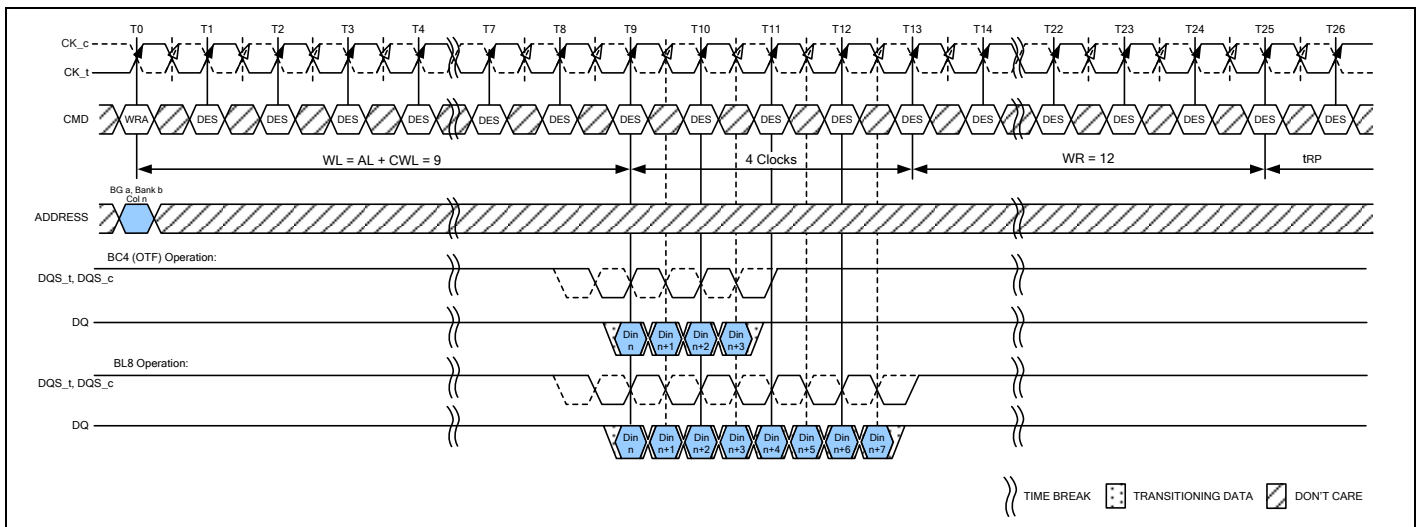 T0 T1 T2 T3 T4 T7 T8 T9 T10 T11 T12 T13 T14 T22 T23 T24 T25 T26
CK_c
CK_t
CMD WRA DES DES DES DES DES DES DES DES DES DES DES DES DES DES DES DES DES
WL = AL + CWL = 9 4 Clocks WR = 12 tRP
BG a, Bank b
Col n
ADDRESS
BC4 (OTF) Operation:
DQS_t, DQS_c
DQ Din Din Din Din
n n+1 n+2 n+3
BL8 Operation:
DQS_t, DQS_c
DQ Din Din Din Din Din Din Din Din
n n+1 n+2 n+3 n+4 n+5 n+6 n+7
TIME BREAK TRANSITIONING DATA DON'T CARE